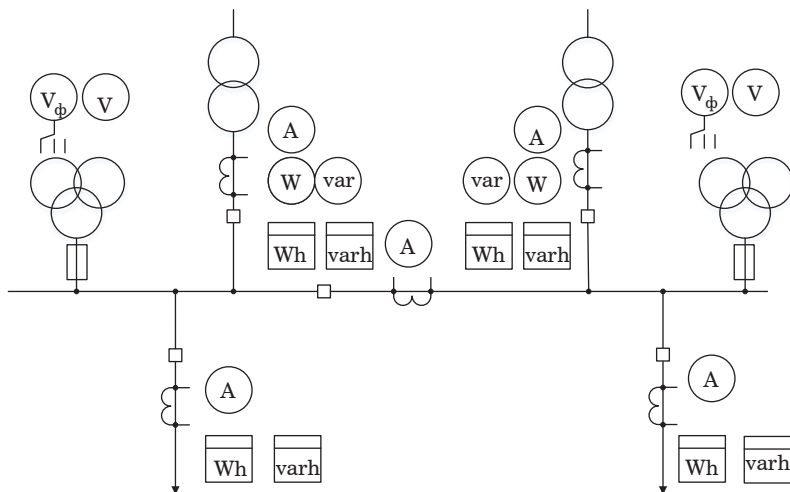 Vф V Vф V
A A
W var var W
Wh varh A Wh varh
A A
Wh varh Wh varh